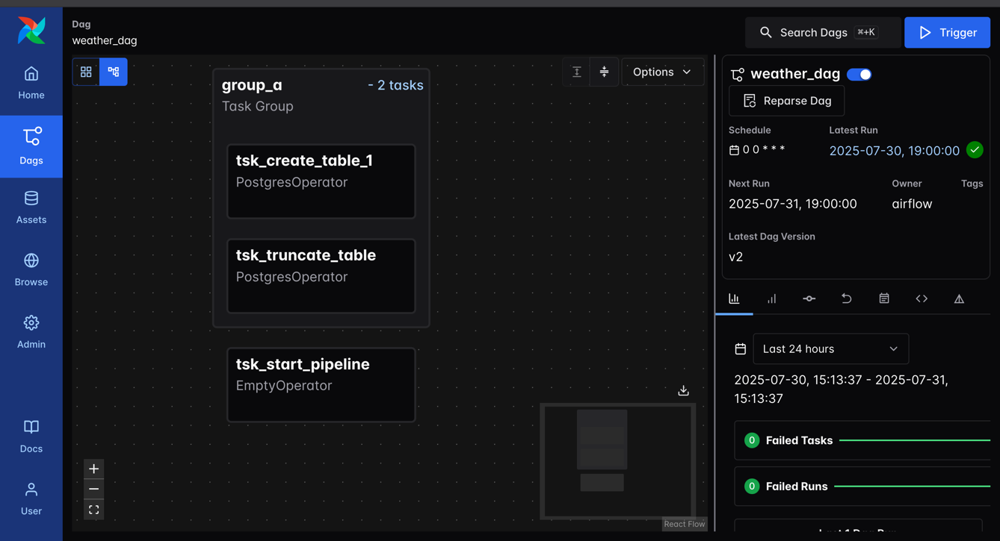 Dag
weather_dag
Search Dags ⌘+K
Trigger
Home
Dags
Assets
Browse
Admin
Docs
User
group_a - 2 tasks
Task Group
tsk_create_table_1
PostgresOperator
tsk_truncate_table
PostgresOperator
tsk_start_pipeline
EmptyOperator
Options
React Flow
weather_dag
Reparse Dag
Schedule Latest Run
0 0 * * * 2025-07-30, 19:00:00
Next Run Owner Tags
2025-07-31, 19:00:00 airflow
Latest Dag Version
v2
Last 24 hours
2025-07-30, 15:13:37 - 2025-07-31,
15:13:37
0 Failed Tasks
0 Failed Runs